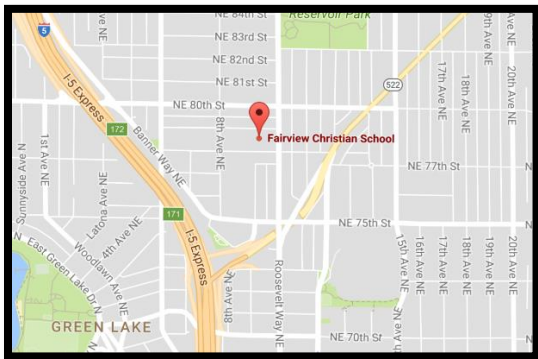 NE 84th St
Reservoir Park
5
NE 83rd St
NE 82nd St
NE 81st St
NE 80th St
I-5 Express
522
9th Ave NE
17th Ave NE
18th Ave NE
20th Ave NE
172
Banner Way NE
8th Ave NE
Fairview Christian School
1st Ave NE
Sunnyside Ave N
Latona Ave NE
4th Ave NE
Woodlawn Ave NE
NE 77th St
171
NE 75th St
I-5 Express
East Green Lake Dr N
8th Ave NE
Roosevelt Way NE
15th Ave NE
16th Ave NE
17th Ave NE
18th Ave NE
19th Ave NE
20th Ave NE
GREEN LAKE
NE 70th St